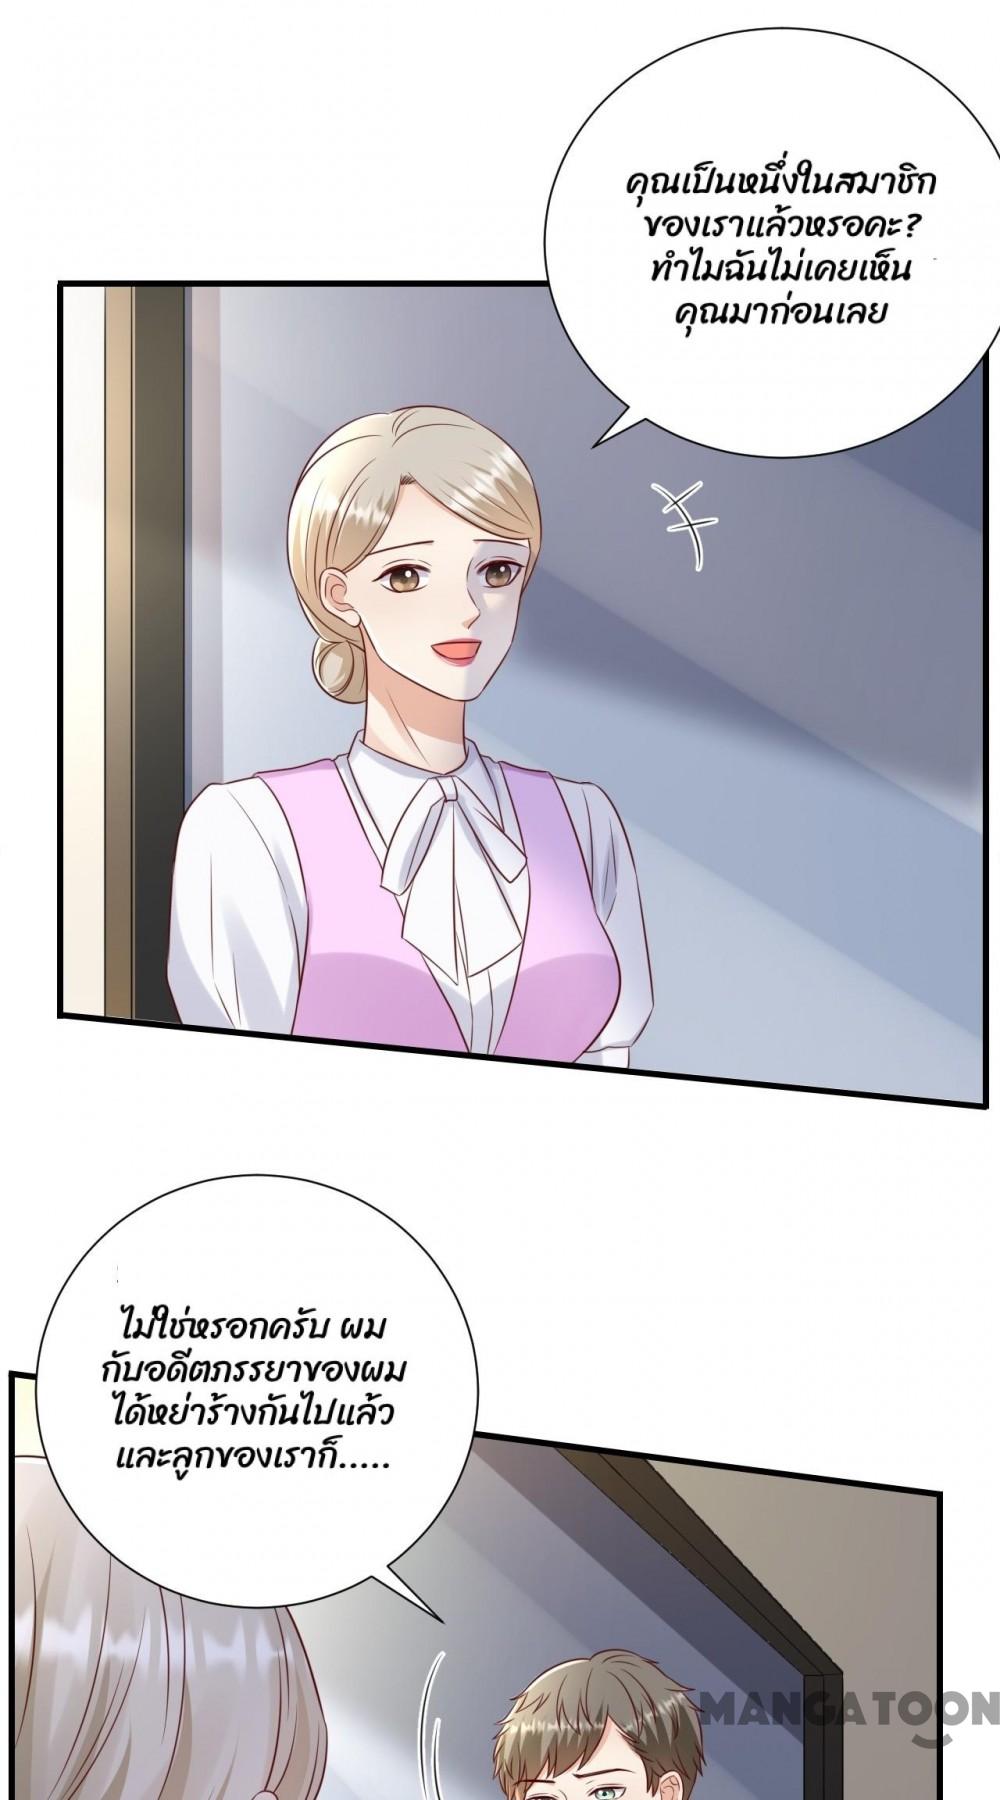 คุณเป็นหนึ่งในสมาชิก
ของเราแล้วหรอคะ?
ทำไมฉันไม่เคยเห็น
คุณมาก่อนเลย
ไม่ใช่หรอกครับ ผม
กับอดีตภรรยาของผม
ได้หย่าร้างกันไปแล้ว
และลูกของเราก็.....
MANGATOON